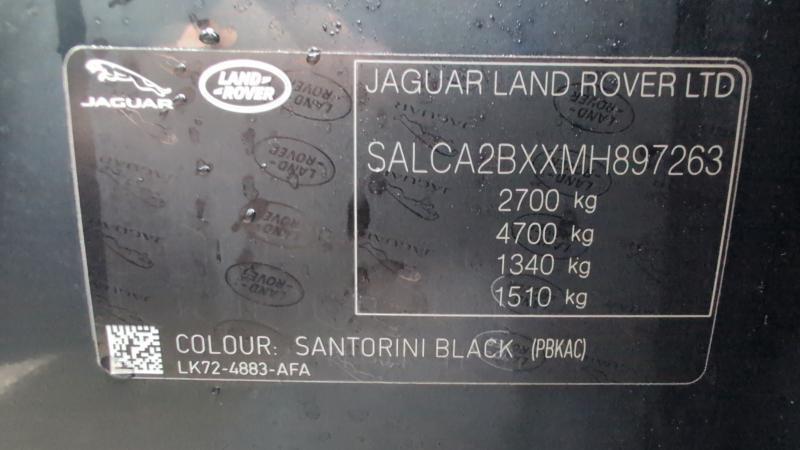 JAGUAR
LAND ROVER
JAGUAR LAND ROVER LTD
SALCA2BXXMH897263
2700 kg
4700 kg
1340 kg
1510 kg
COLOUR: SANTORINI BLACK (PBKAC)
LK72-4883-AFA